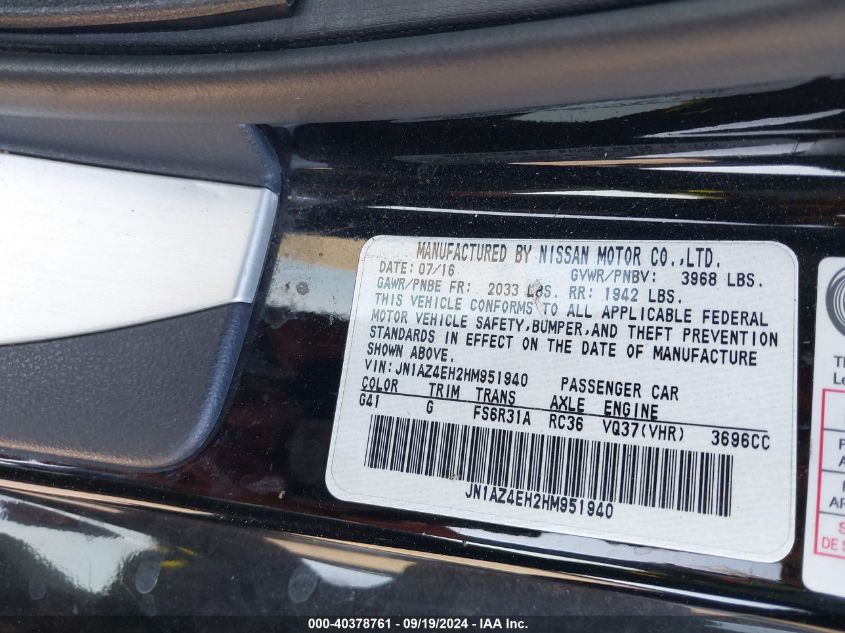 MANUFACTURED BY NISSAN MOTOR CO.,LTD.
DATE: 07/16 GVWR/PNBV: 3968 LBS.
GAWR/PNBE FR: 2033 LBS. RR: 1942 LBS.
THIS VEHICLE CONFORMS TO ALL APPLICABLE FEDERAL
MOTOR VEHICLE SAFETY,BUMPER,AND THEFT PREVENTION
STANDARDS IN EFFECT ON THE DATE OF MANUFACTURE
SHOWN ABOVE.
VIN:JN1AZ4EH2HM951940 PASSENGER CAR
COLOR TRIM TRANS AXLE ENGINE
G41 G FS6R31A RC36 VQ37(VHR) 3696CC
JN1AZ4EH2HM951940
000-40378761 - 09/19/2024 - IAA Inc.